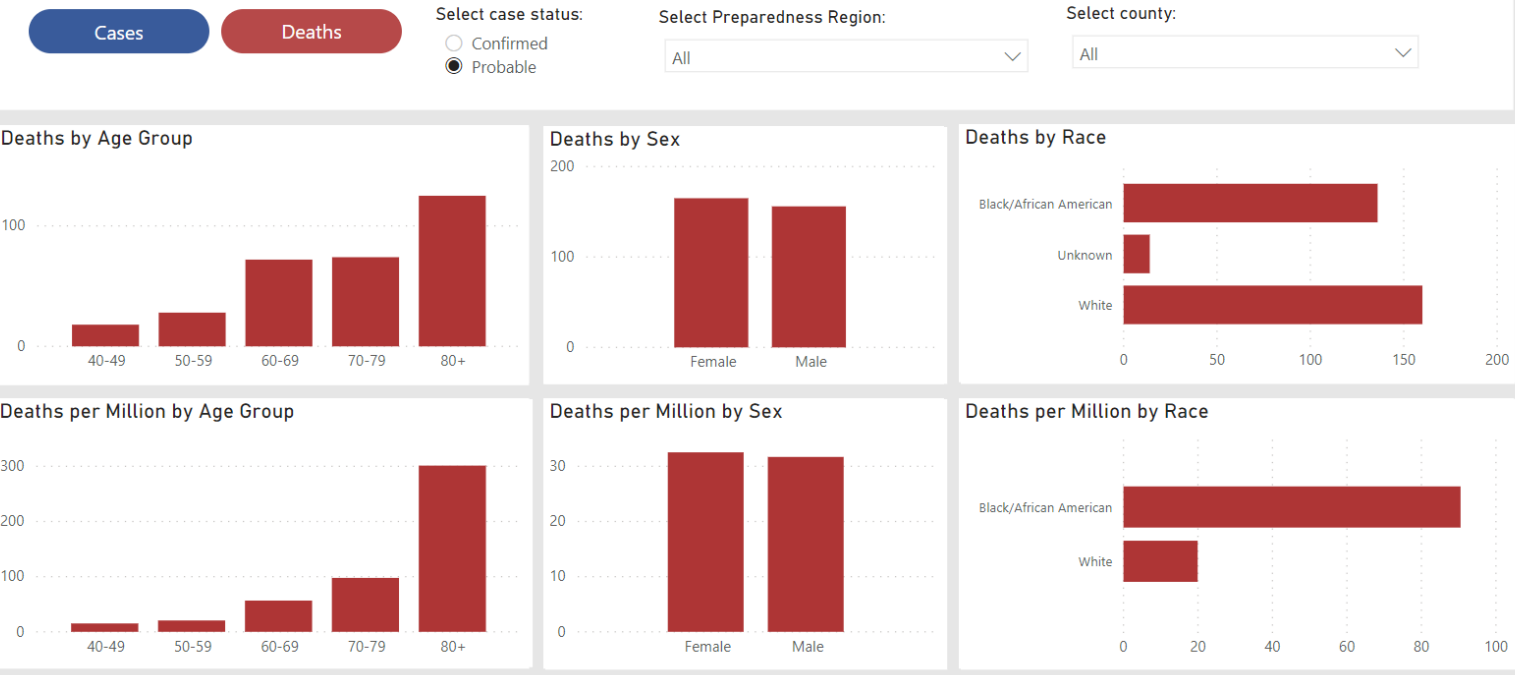 Cases
Deaths
Select case status:
Confirmed
Probable
Select Preparedness Region:
All
Select county:
All
Deaths by Age Group
100
0
40-49 50-59 60-69 70-79 80+
Deaths by Sex
200
100
0
Female Male
Deaths by Race
Black/African American
Unknown
White
0 50 100 150 200
Deaths per Million by Age Group
300
200
100
0
40-49 50-59 60-69 70-79 80+
Deaths per Million by Sex
30
20
10
0
Female Male
Deaths per Million by Race
Black/African American
White
0 20 40 60 80 100